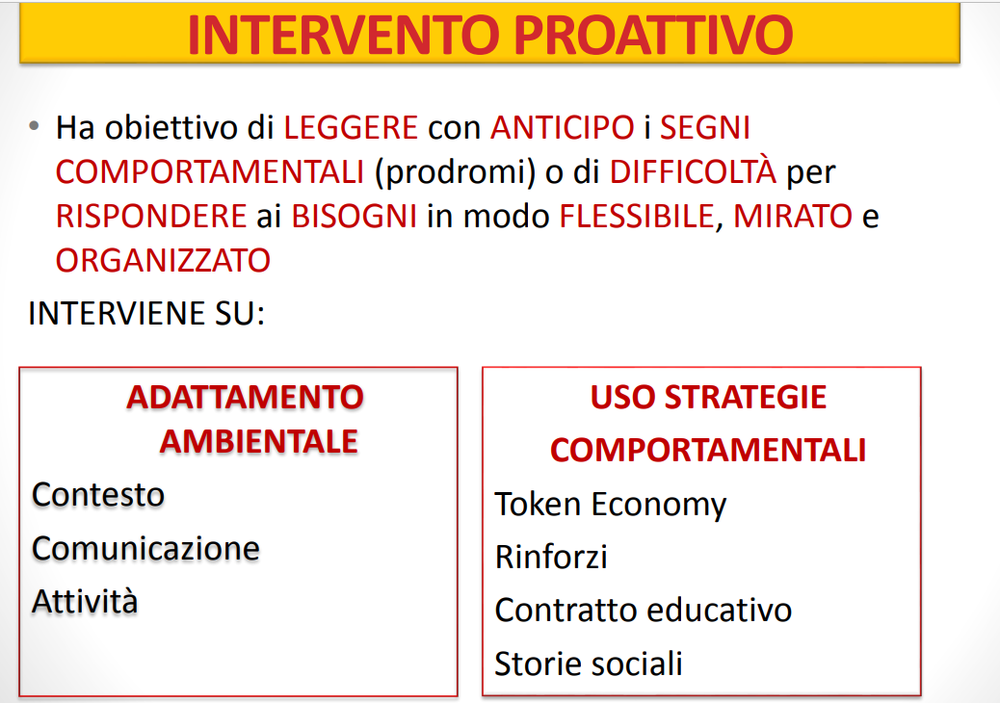 INTERVENTO PROATTIVO
• Ha obiettivo di LEGGERE con ANTICIPO i SEGNI
COMPORTAMENTALI (prodromi) o di DIFFICOLTÀ per
RISPONDERE ai BISOGNI in modo FLESSIBILE, MIRATO e
ORGANIZZATO
INTERVIENE SU:
ADATTAMENTO
AMBIENTALE
Contesto
Comunicazione
Attività
USO STRATEGIE
COMPORTAMENTALI
Token Economy
Rinforzi
Contratto educativo
Storie sociali